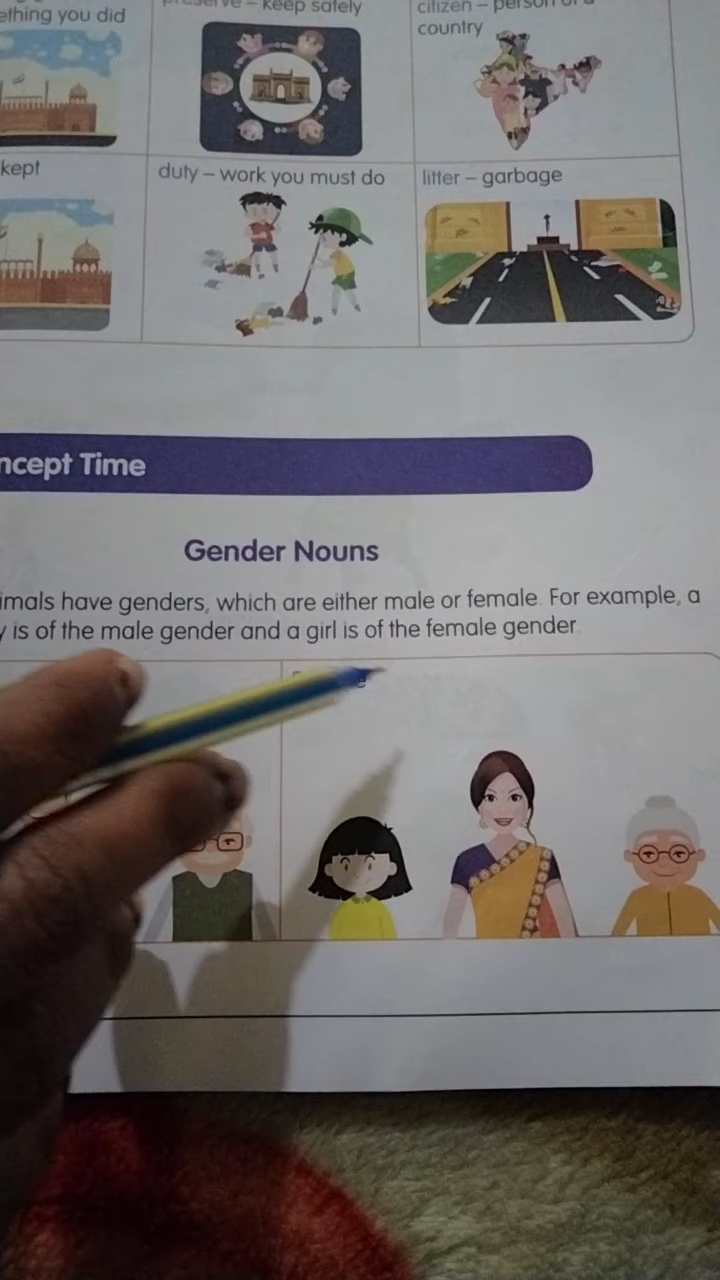 ething you did
preserve – keep safely
citizen – person of a
country
kept
duty – work you must do
litter – garbage
ncept Time
Gender Nouns
imals have genders, which are either male or female. For example, a
y is of the male gender and a girl is of the female gender